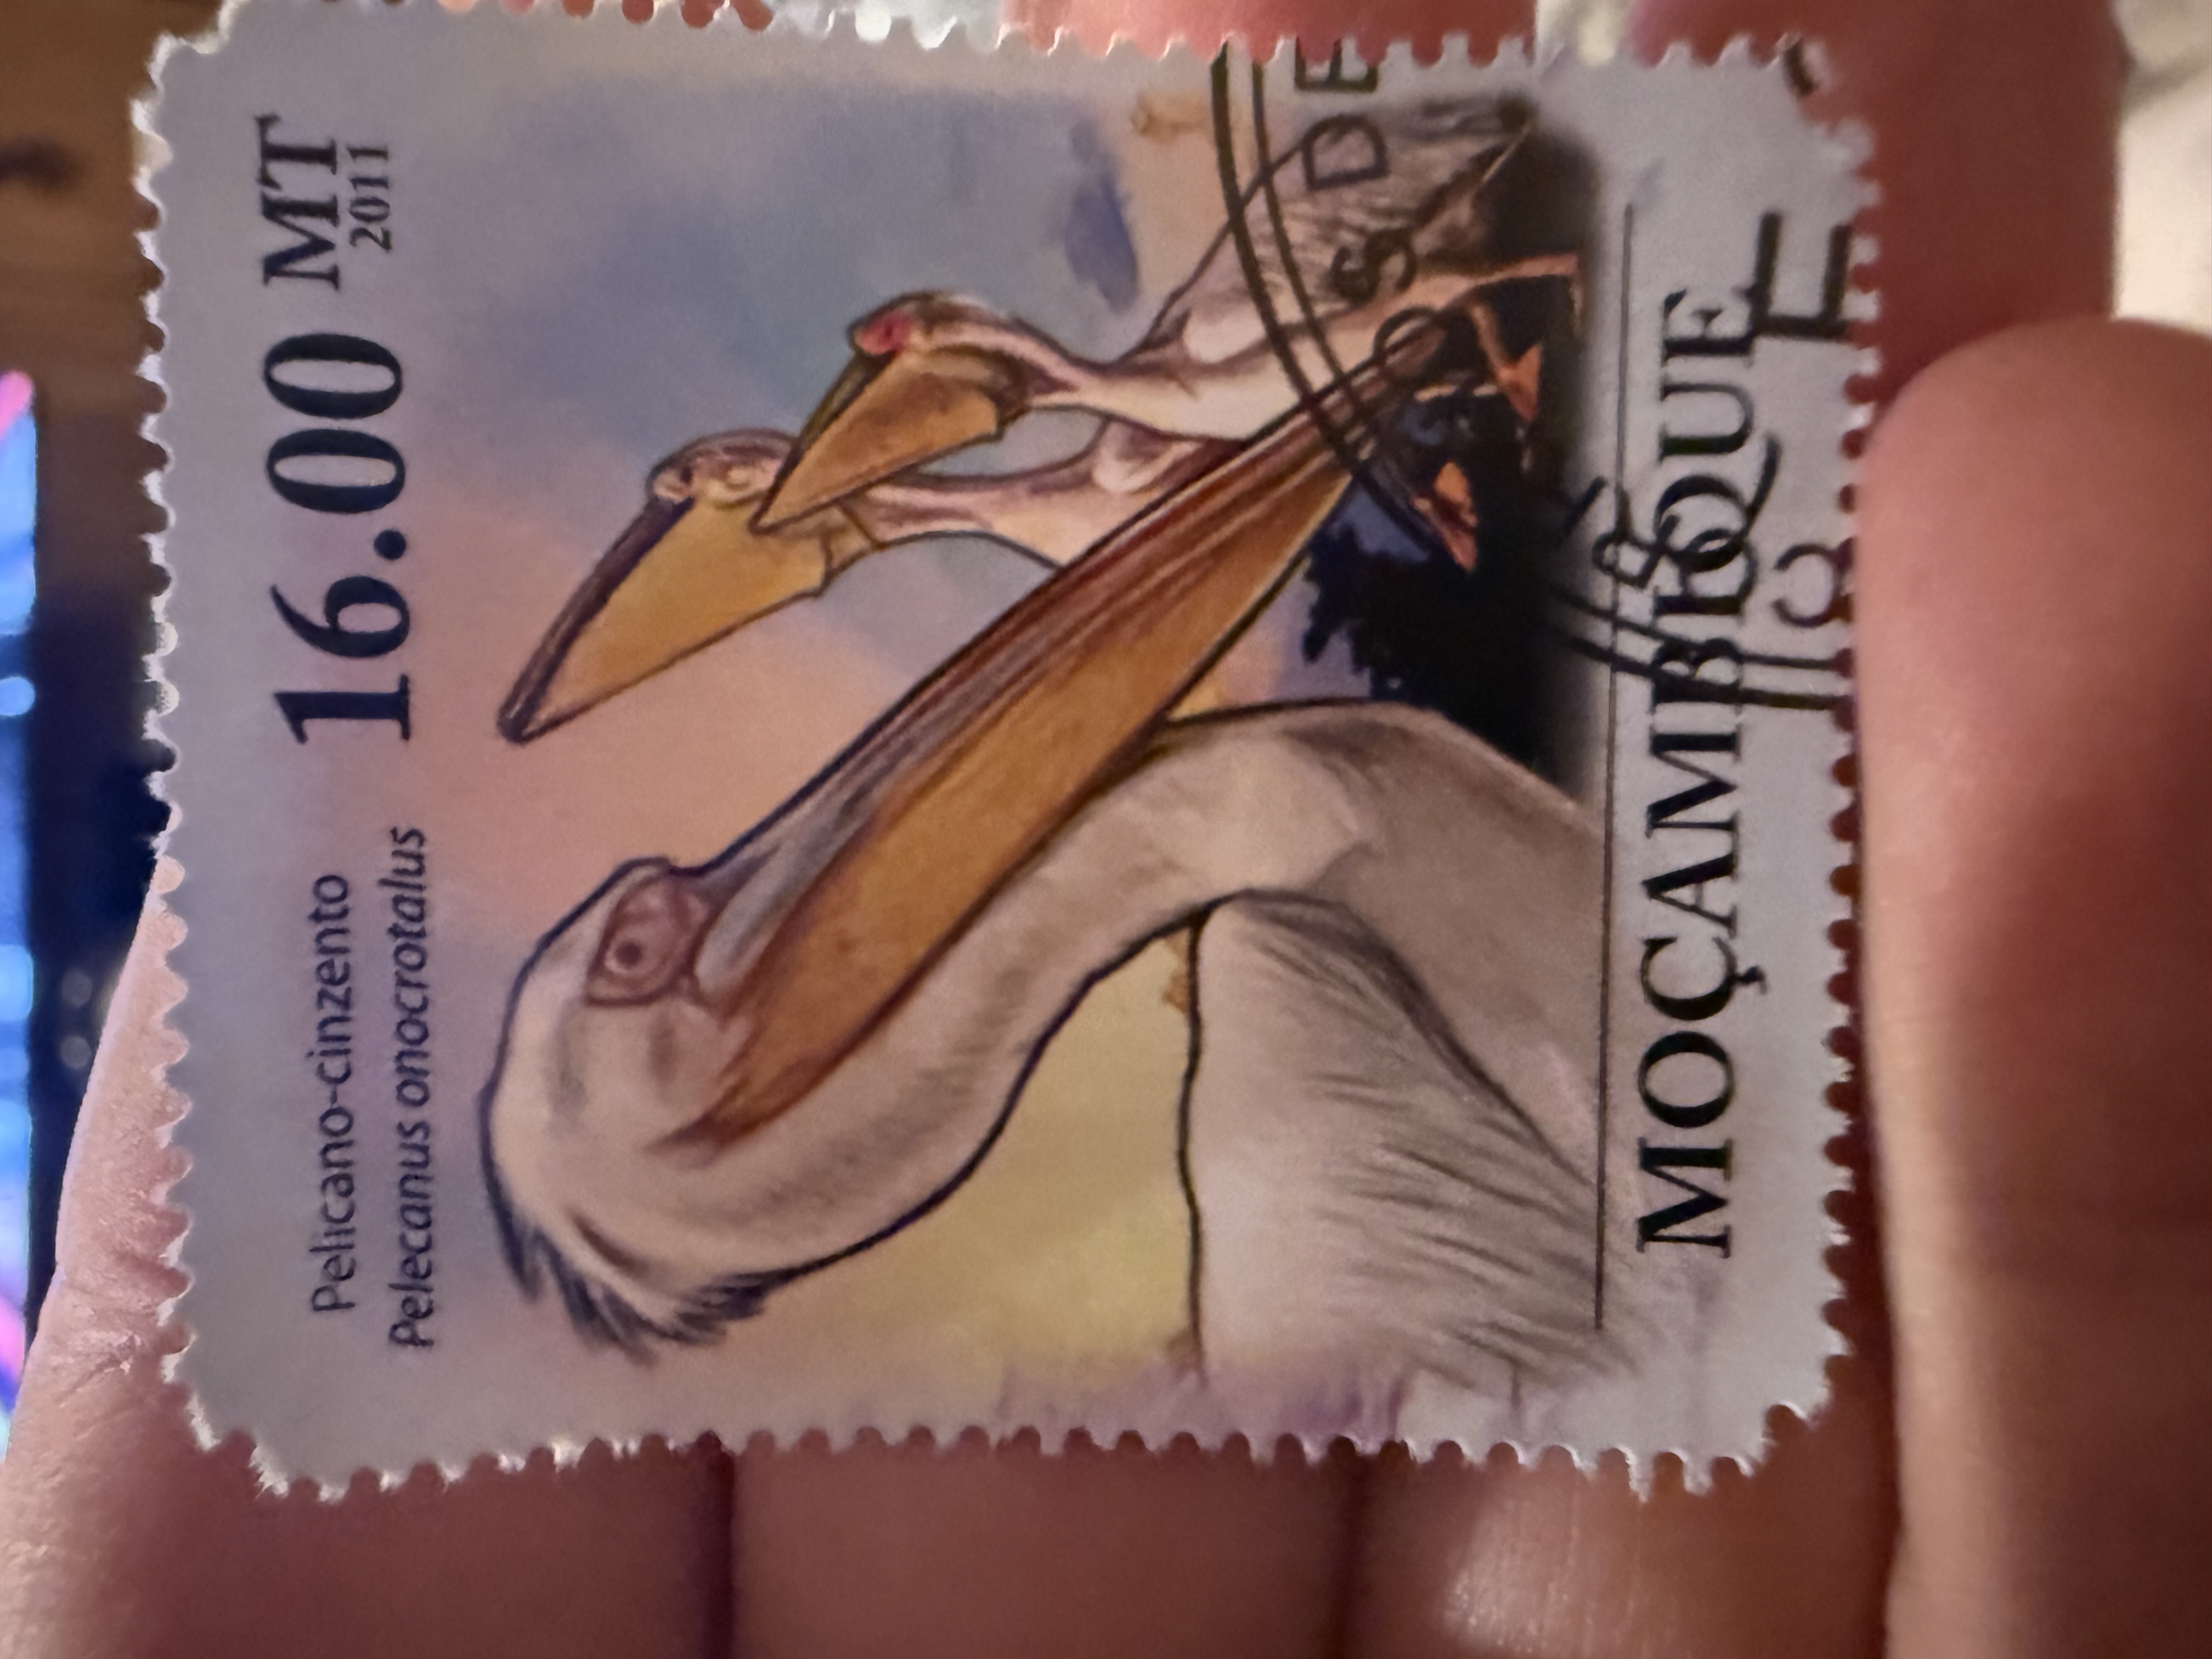 Pelicano-cinzento
Pelecanus onocrotalus
16.00 MT
2011
MOÇAMBIQUE